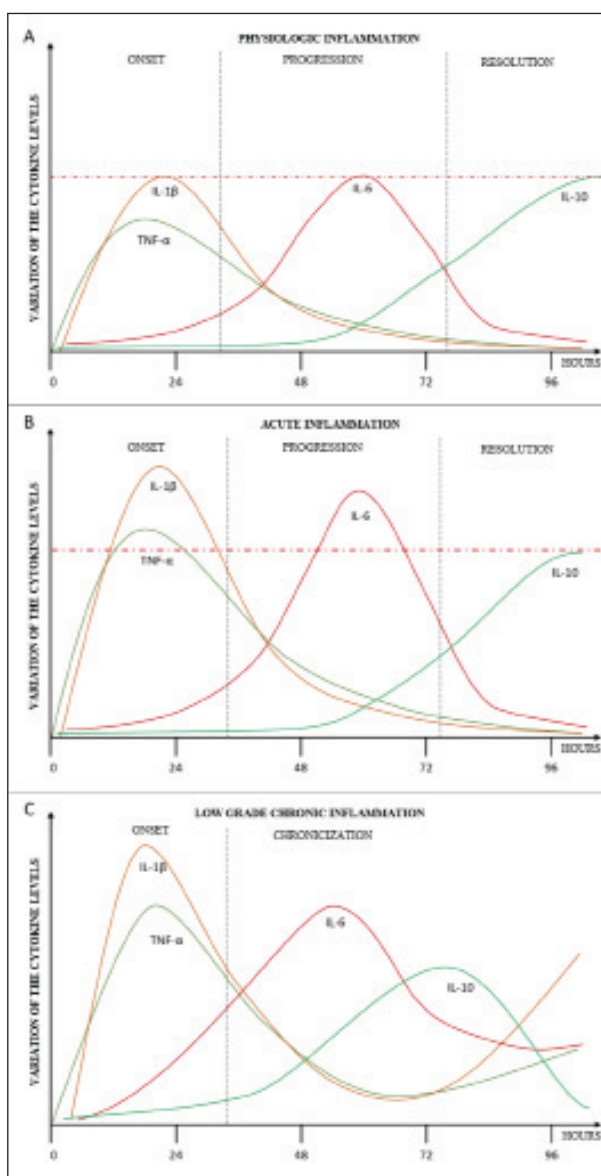 A
PHYSIOLOGIC INFLAMMATION
ONSET PROGRESSION RESOLUTION
VARIATION OF THE CYTOKINE LEVELS
IL-1β
IL-6
IL-10
TNF-α
HOURS
0 24 48 72 96
B
ACUTE INFLAMMATION
ONSET PROGRESSION RESOLUTION
VARIATION OF THE CYTOKINE LEVELS
IL-1β
IL-6
TNF-α
IL-10
HOURS
0 24 48 72 96
C
LOW GRADE CHRONIC INFLAMMATION
ONSET CHRONICIZATION
VARIATION OF THE CYTOKINE LEVELS
IL-1β
IL-6
TNF-α
IL-10
HOURS
0 24 48 72 96